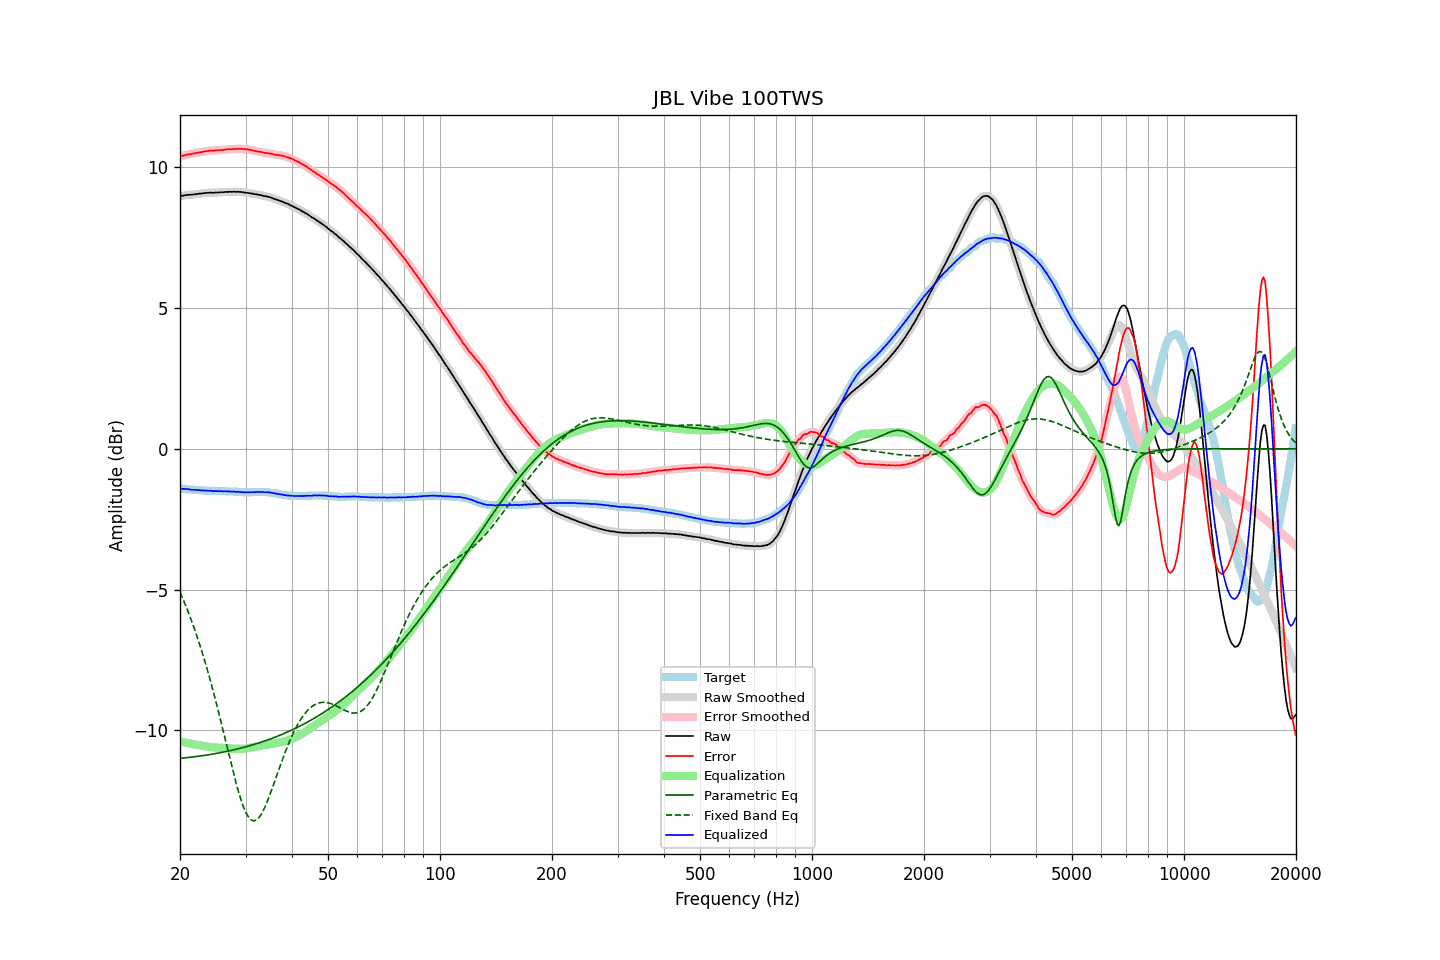 JBL Vibe 100TWS
Amplitude (dBr)
10
5
0
−5
−10
Target
Raw Smoothed
Error Smoothed
Raw
Error
Equalization
Parametric Eq
Fixed Band Eq
Equalized
20 50 100 200 500 1000 2000 5000 10000 20000
Frequency (Hz)